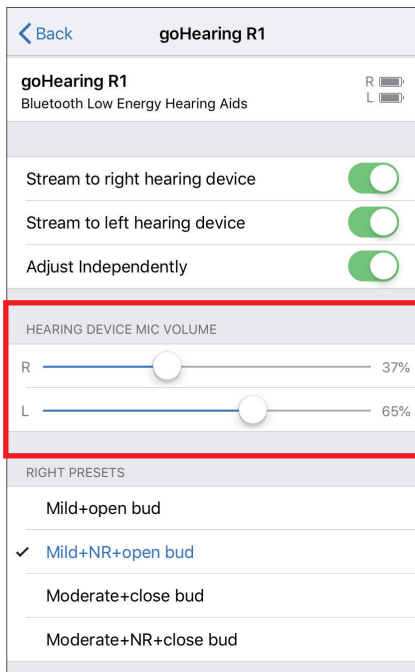 Back
goHearing R1
goHearing R1
R
Bluetooth Low Energy Hearing Aids
L
Stream to right hearing device
Stream to left hearing device
Adjust Independently
HEARING DEVICE MIC VOLUME
R 37%
L 65%
RIGHT PRESETS
Mild+open bud
Mild+NR+open bud
Moderate+close bud
Moderate+NR+close bud